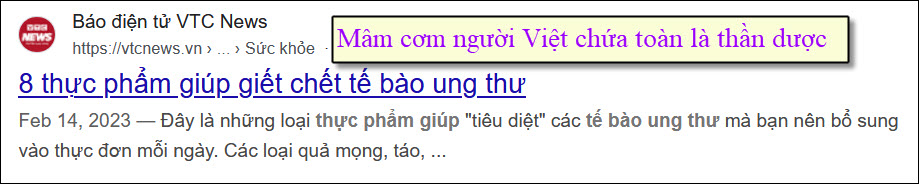 Báo điện tử VTC News
NEWS
https://vtcnews.vn › ... › Sức khỏe ·
Mâm cơm người Việt chứa toàn là thần dược
8 thực phẩm giúp giết chết tế bào ung thư
Feb 14, 2023 — Đây là những loại thực phẩm giúp "tiêu diệt" các tế bào ung thư mà bạn nên bổ sung
vào thực đơn mỗi ngày. Các loại quả mọng, táo, ...